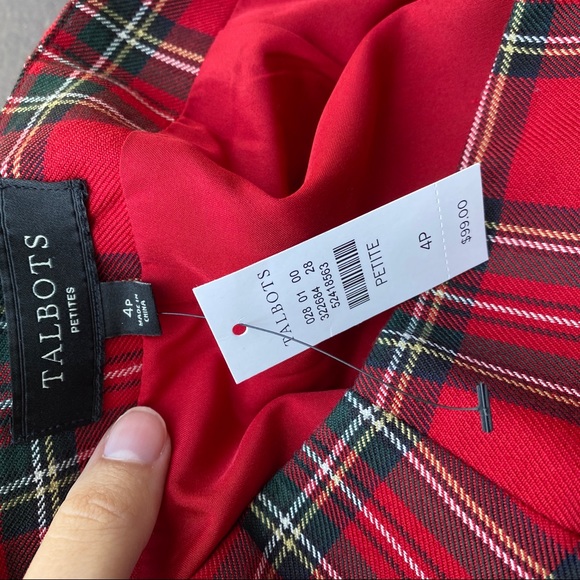 TALBOTS
PETITES
4P
MADE IN
CHINA
TALBOTS
028 01 00
322684 28
52418563
PETITE
4P
$99.00